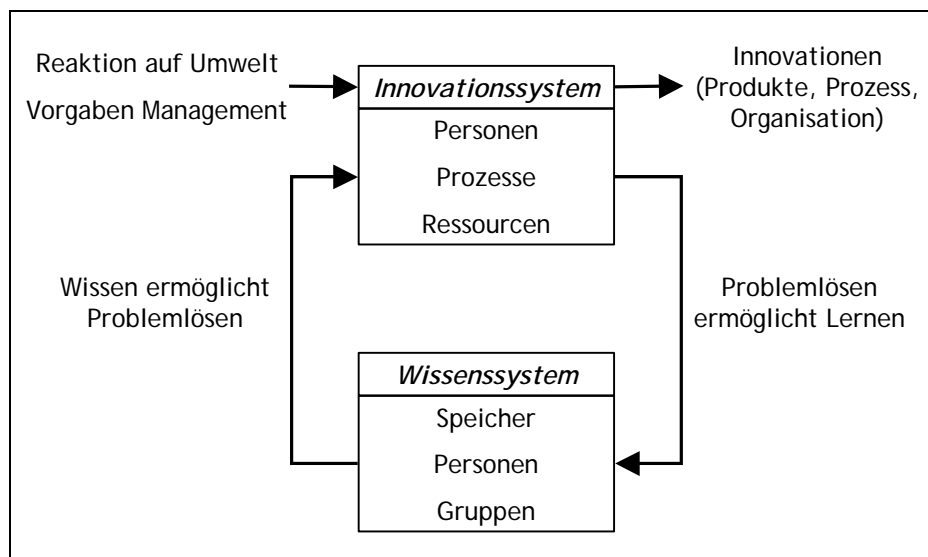 Reaktion auf Umwelt
Vorgaben Management
Innovationssystem
Personen
Prozesse
Ressourcen
Innovationen
(Produkte, Prozess,
Organisation)
Wissen ermöglicht
Problemlösen
Problemlösen
ermöglicht Lernen
Wissenssystem
Speicher
Personen
Gruppen